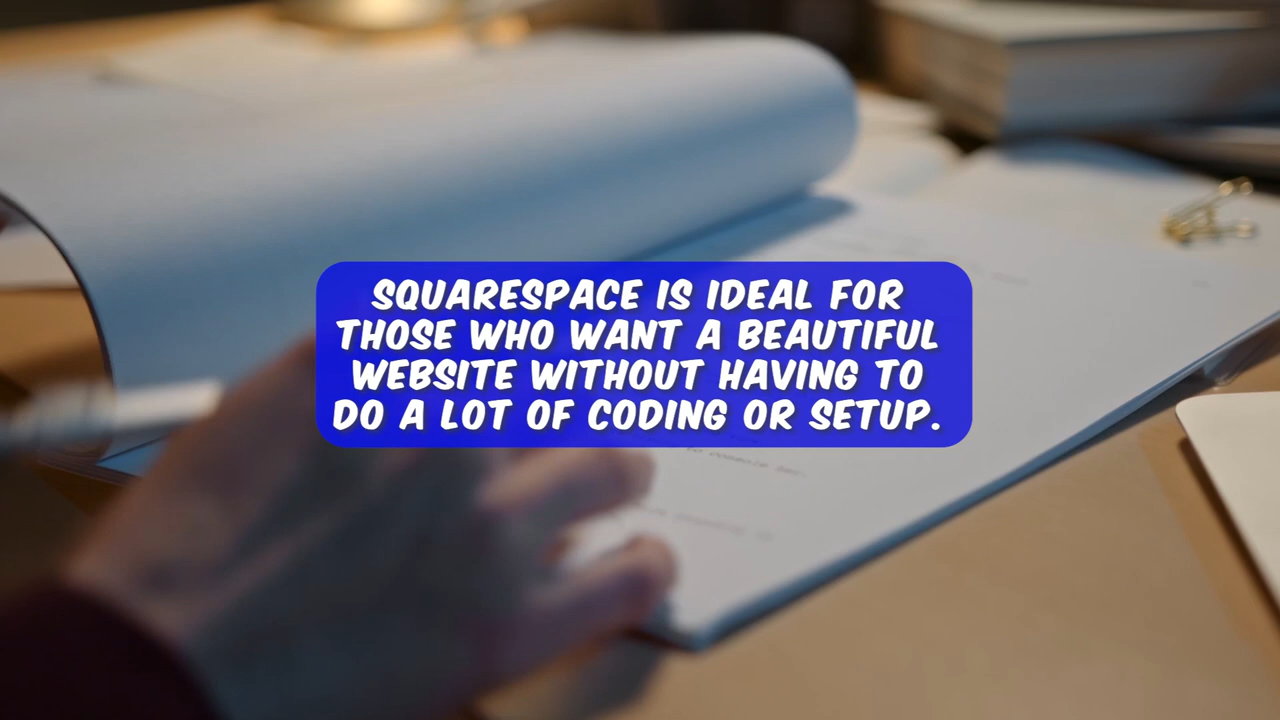 SQUARESPACE IS IDEAL FOR
THOSE WHO WANT A BEAUTIFUL
WEBSITE WITHOUT HAVING TO
DO A LOT OF CODING OR SETUP.